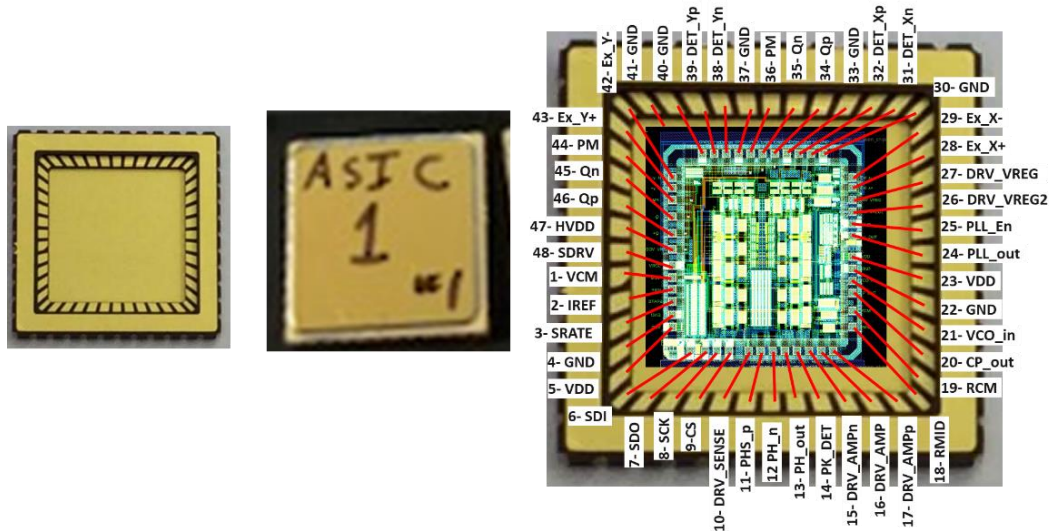 ASIC
1
42- Ex_Y-
41- GND
40- GND
39- DET_Yp
38- DET_Yn
37- GND
36- PM
35- Qn
34- Qp
33- GND
32- DET_Xp
31- DET_Xn
30- GND
29- Ex_X-
28- Ex_X+
27- DRV_VREG
26- DRV_VREG2
25- PLL_En
24- PLL_out
23- VDD
22- GND
21- VCO_in
20- CP_out
19- RCM
43- Ex_Y+
44- PM
45- Qn
46- Qp
47- HVDD
48- SDRV
1- VCM
2- IREF
3- SRATE
4- GND
5- VDD
6- SDI
7- SDO
8- SCK
9-CS
10- DRV_SENSE
11- PHS_p
12 PH_n
13- PH_out
14- PK_DET
15- DRV_AMPn
16- DRV_AMP
17- DRV_AMPp
18- RMID